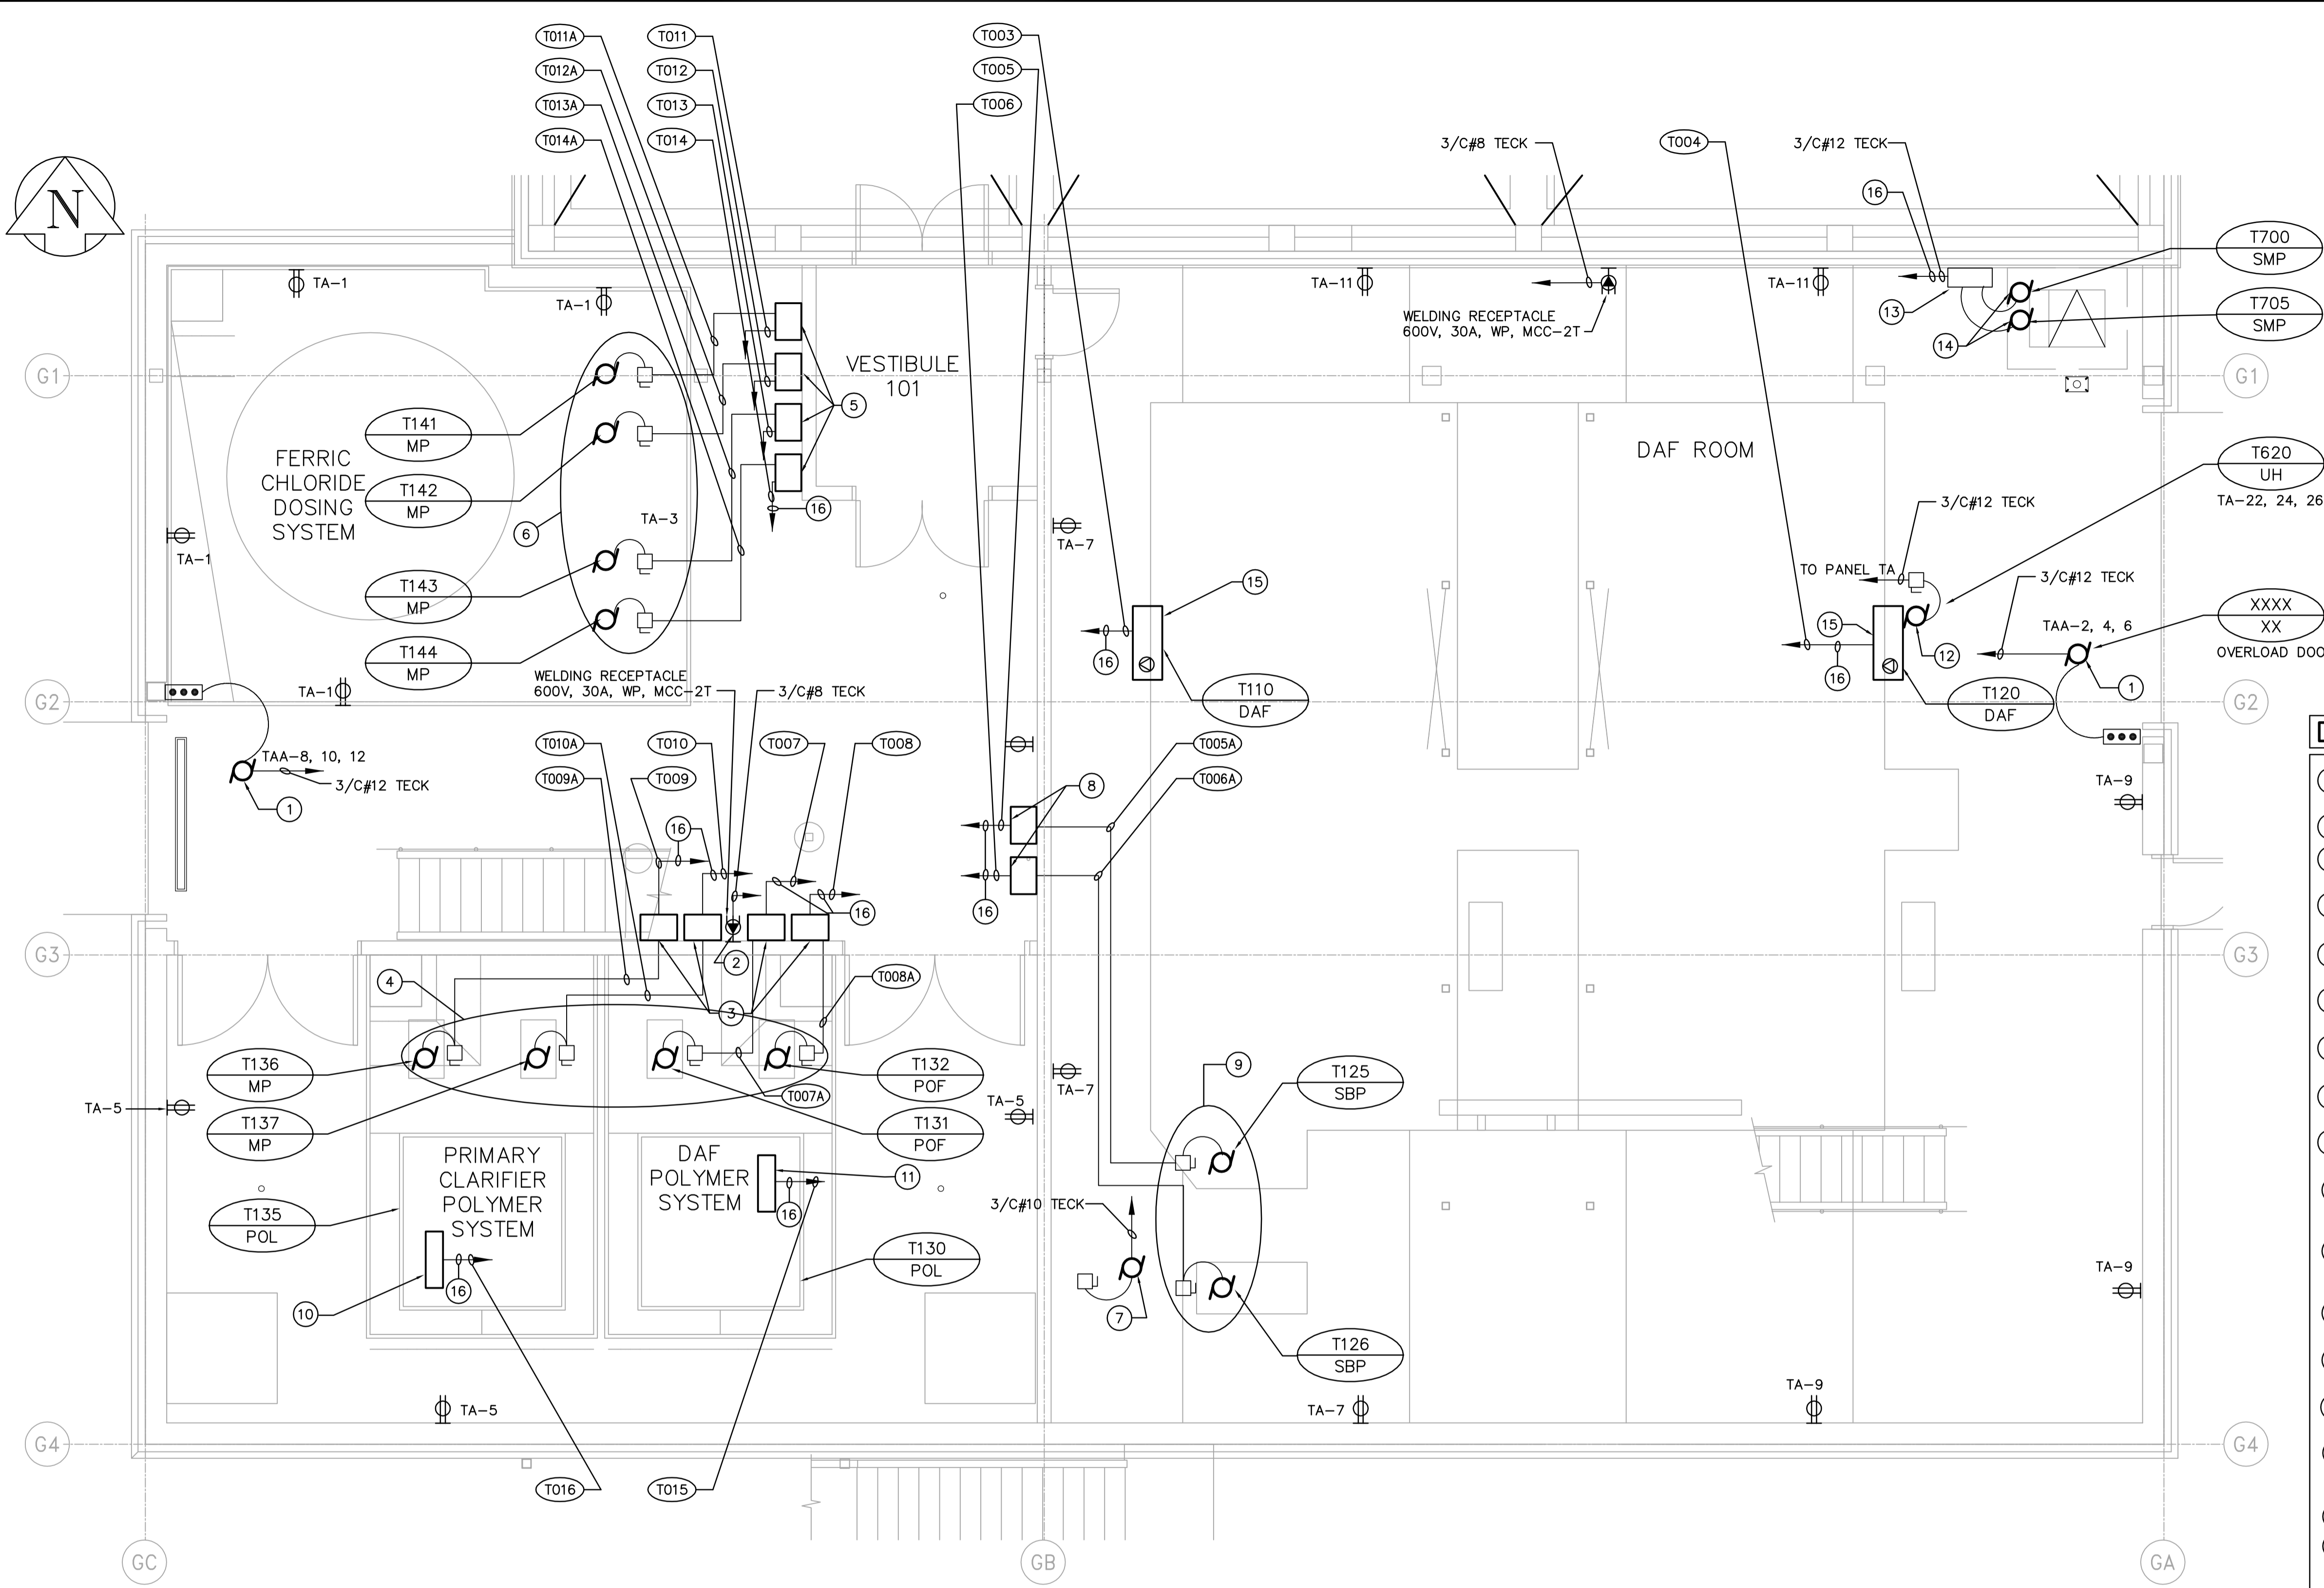 T011A
T011
T003
T012A
T012
T005
T013A
T013
T006
T014A
T014
3/C#8 TECK
T004
3/C#12 TECK
N
16
T700
SMP
TA-1
TA-1
TA-11
TA-11
13
WELDING RECEPTACLE
600V, 30A, WP, MCC-2T
T705
SMP
14
G1
VESTIBULE
101
5
G1
T141
MP
FERRIC
CHLORIDE
DOSING
SYSTEM
T142
MP
DAF ROOM
T620
UH
TA-22, 24, 26
3/C#12 TECK
6
TA-3
16
TA-1
TA-7
TO PANEL TA
3/C#12 TECK
T143
MP
15
XXXX
XX
15
TAA-2, 4, 6
T144
MP
16
12
OVERLOAD DOO
WELDING RECEPTACLE
600V, 30A, WP, MCC-2T
3/C#8 TECK
16
TA-1
1
G2
T110
DAF
T120
DAF
G2
T010A
T010
T007
T008
T005A
TAA-8, 10, 12
T009A
T009
T006A
3/C#12 TECK
8
TA-9
1
16
16
16
G3
2
G3
4
T008A
3
T136
MP
T132
POF
9
T125
SBP
TA-7
T007A
TA-5
TA-5
T137
MP
T131
POF
PRIMARY
CLARIFIER
POLYMER
SYSTEM
DAF
POLYMER
SYSTEM
11
16
3/C#10 TECK
T135
POL
T130
POL
TA-9
16
10
7
T126
SBP
TA-9
TA-5
TA-7
G4
G4
T016
T015
GC
GB
GA